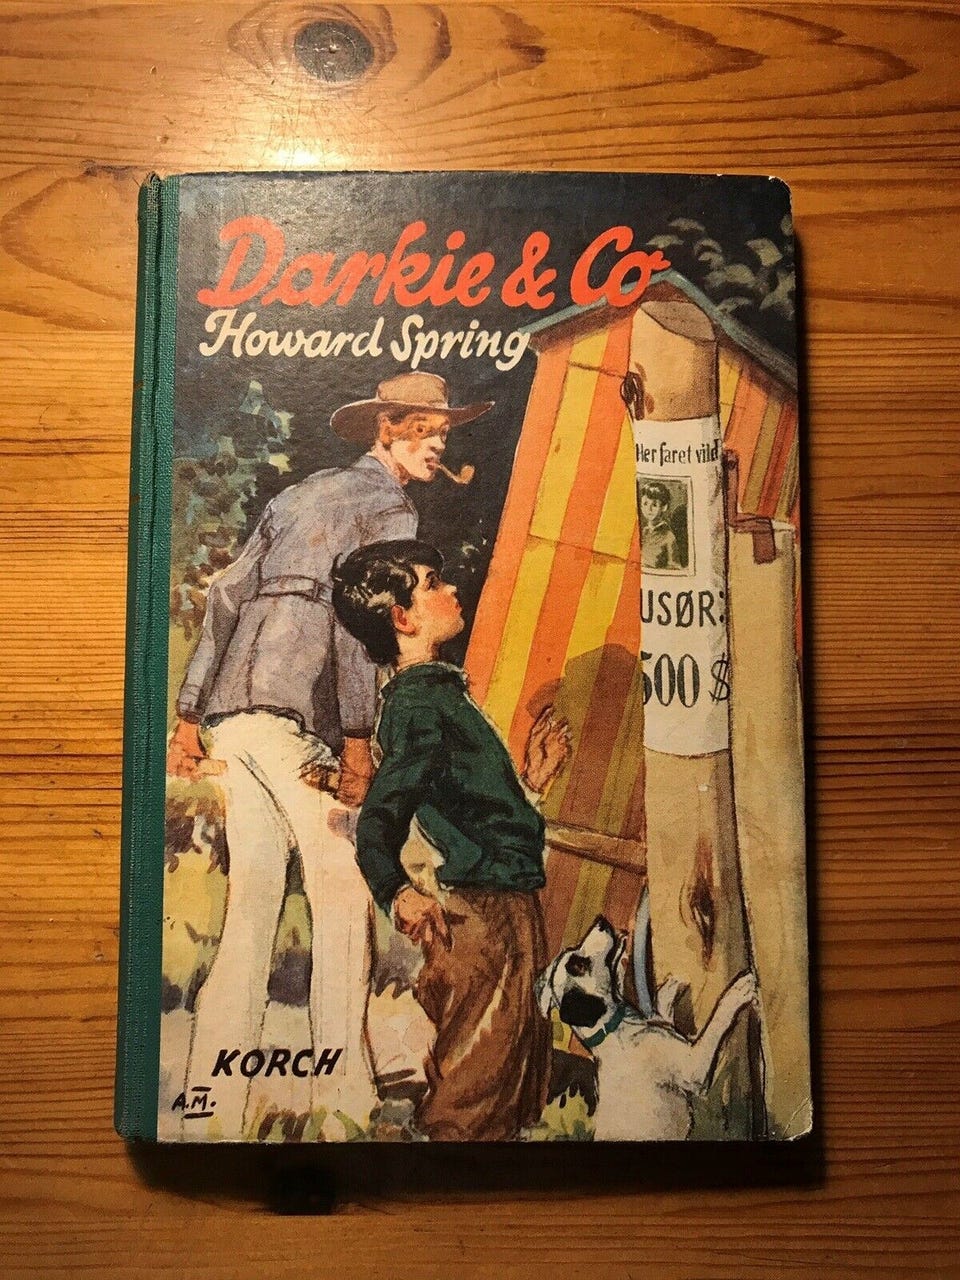 Darkie & Co
Howard Spring
Her faret vild
USØR:
500 $
KORCH
A.M.